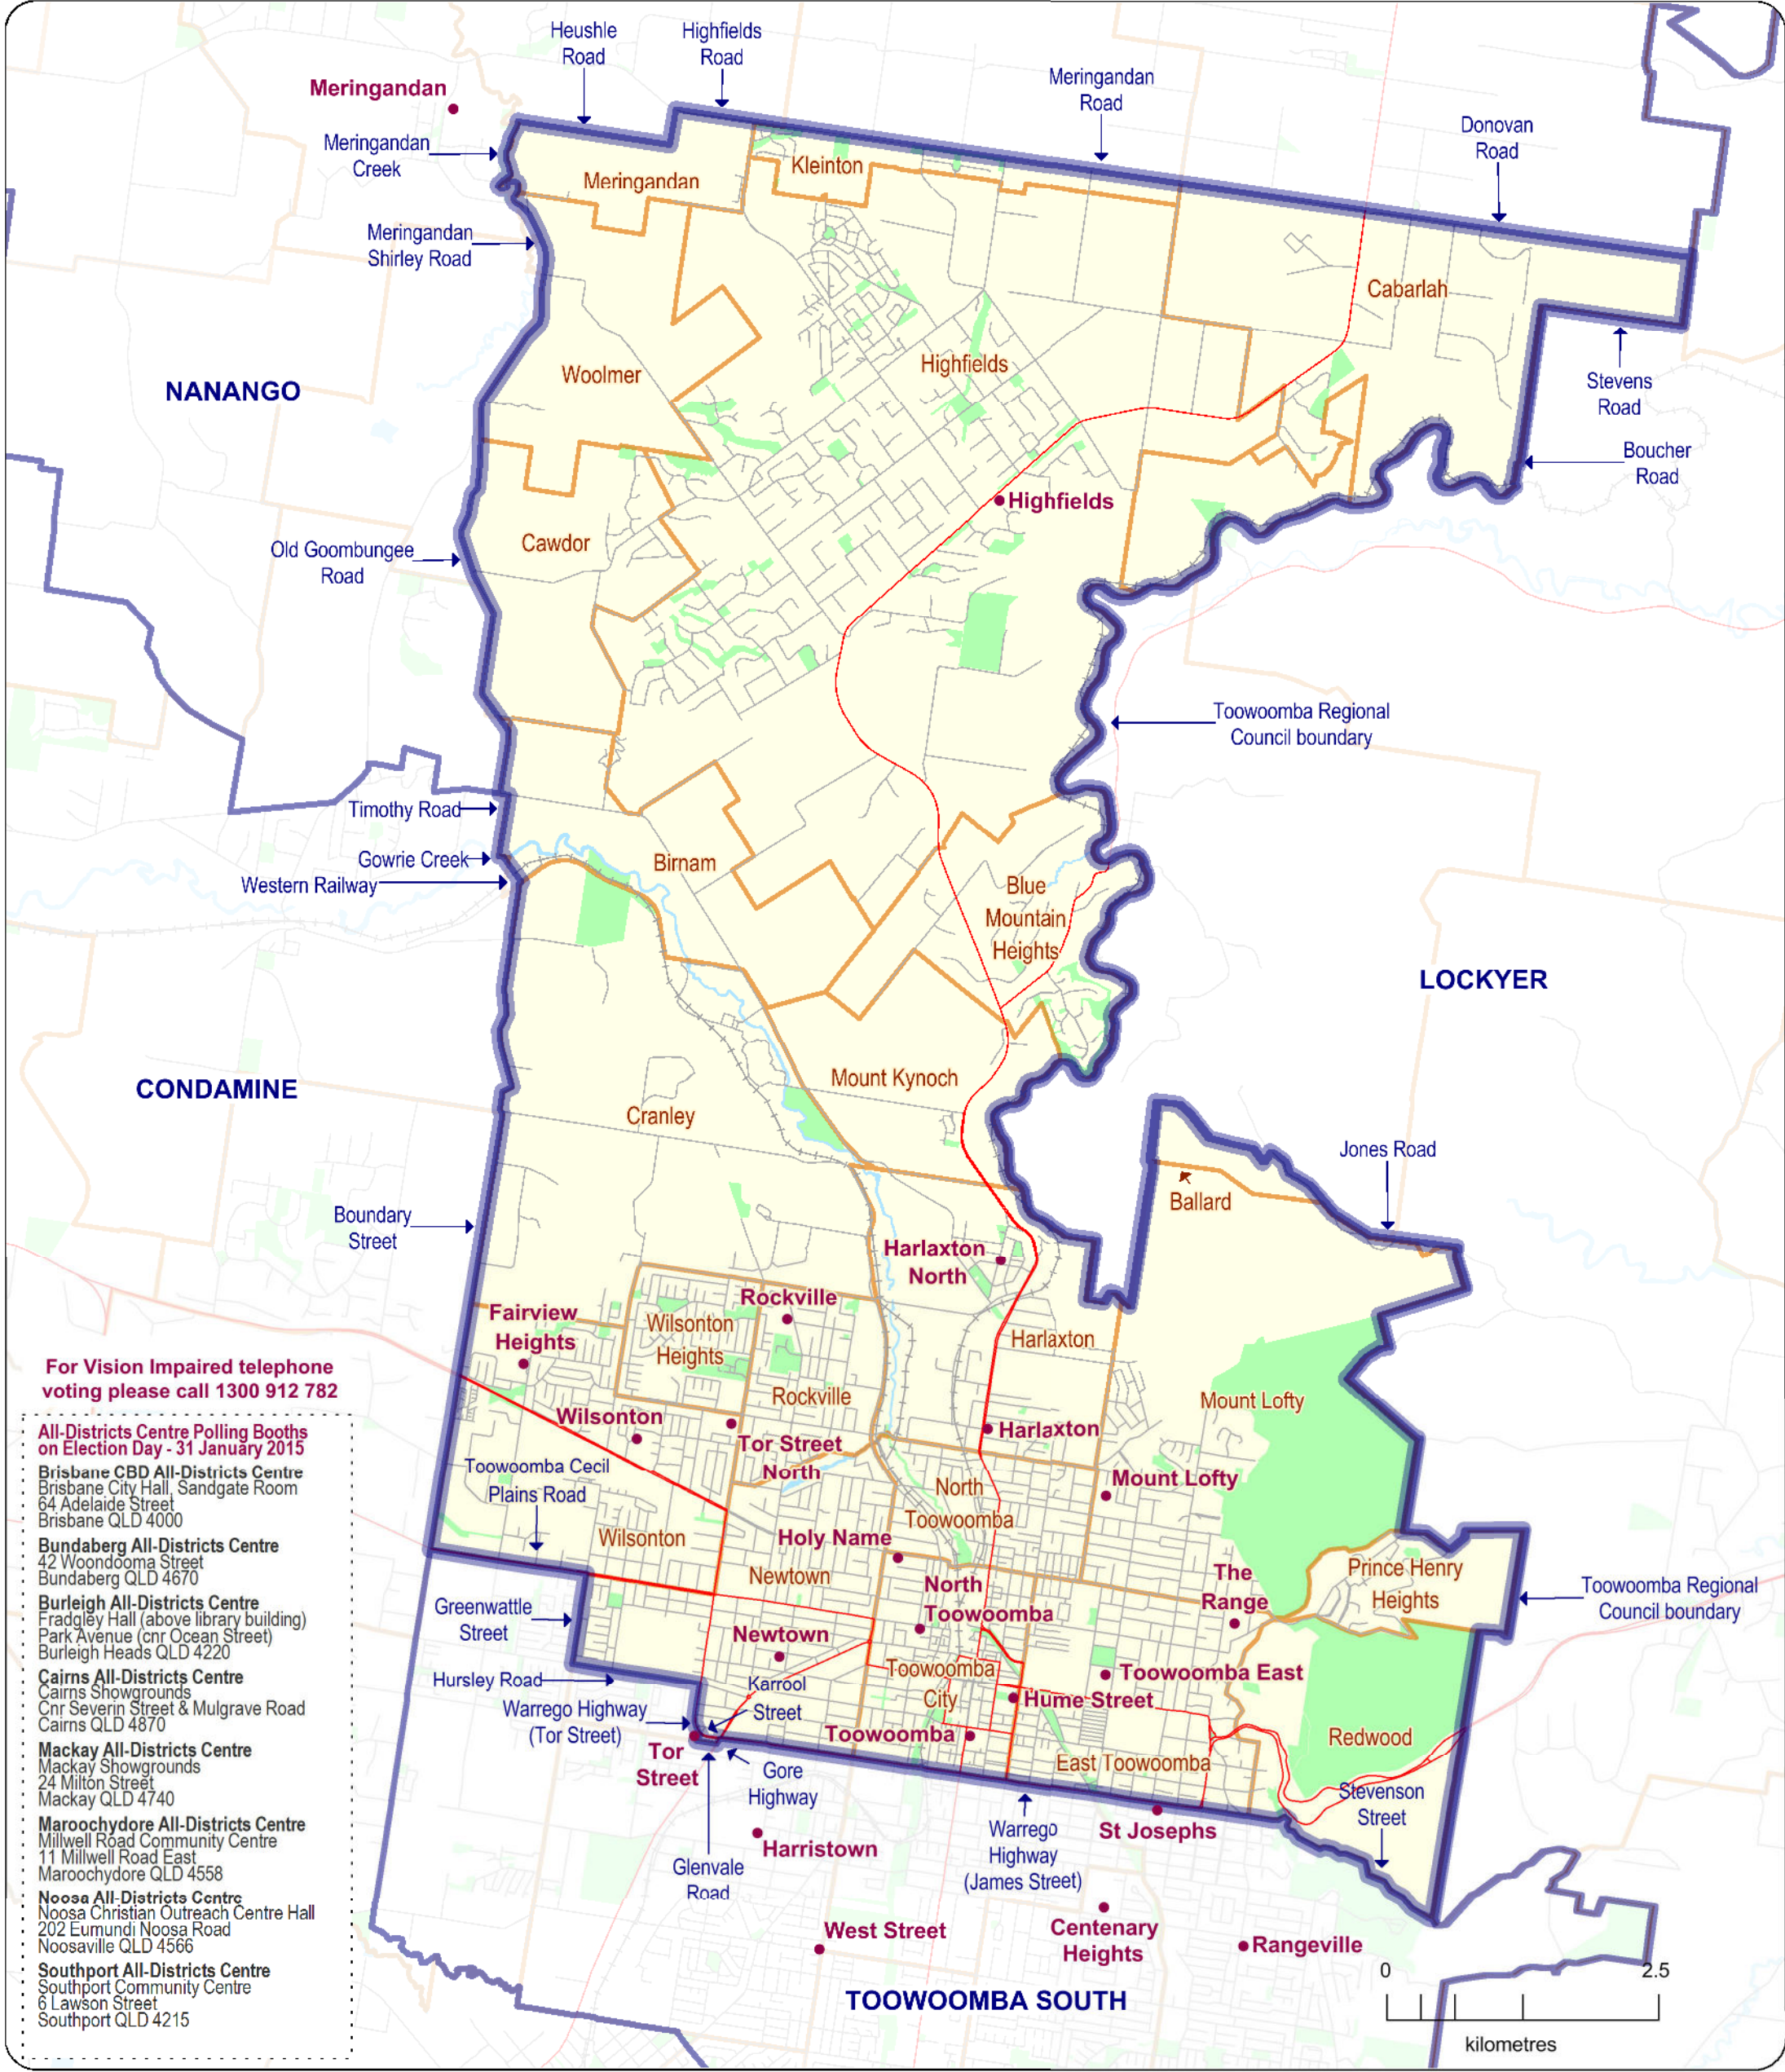 Heushle
Road
Highfields
Road
Meringandan
Meringandan
Road
Donovan
Road
Meringandan
Creek
Kleinton
Meringandan
Meringandan
Shirley Road
Cabarlah
NANANGO
Woolmer
Highfields
Stevens
Road
Boucher
Road
Highfields
Cawdor
Old Goombungee
Road
Toowoomba Regional
Council boundary
Timothy Road
Gowrie Creek
Western Railway
Birnam
Blue
Mountain
Heights
LOCKYER
CONDAMINE
Mount Kynoch
Cranley
Jones Road
Ballard
Boundary
Street
Harlaxton
North
Rockville
Fairview
Heights
Wilsonton
Heights
Harlaxton
For Vision Impaired telephone
voting please call 1300 912 782
Rockville
Mount Lofty
Wilsonton
Harlaxton
Tor Street
North
All-Districts Centre Polling Booths
on Election Day - 31 January 2015
Brisbane CBD All-Districts Centre
Brisbane City Hall, Sandgate Room
64 Adelaide Street
Brisbane QLD 4000
Bundaberg All-Districts Centre
42 Woondooma Street
Bundaberg QLD 4670
Burleigh All-Districts Centre
Fradgley Hall (above library building)
Park Avenue (cnr Ocean Street)
Burleigh Heads QLD 4220
Cairns All-Districts Centre
Cairns Showgrounds
Cnr Severin Street & Mulgrave Road
Cairns QLD 4870
Mackay All-Districts Centre
Mackay Showgrounds
24 Milton Street
Mackay QLD 4740
Maroochydore All-Districts Centre
Millwell Road Community Centre
11 Millwell Road East
Maroochydore QLD 4558
Noosa All-Districts Centre
Noosa Christian Outreach Centre Hall
202 Eumundi Noosa Road
Noosaville QLD 4566
Southport All-Districts Centre
Southport Community Centre
6 Lawson Street
Southport QLD 4215
Toowoomba Cecil
Plains Road
Mount Lofty
North
Toowoomba
Wilsonton
Holy Name
Newtown
North
Toowoomba
The
Range
Prince Henry
Heights
Toowoomba Regional
Council boundary
Greenwattle
Street
Newtown
Toowoomba
City
Toowoomba East
Hursley Road
Karrool
Street
Hume Street
Warrego Highway
(Tor Street)
Toowoomba
Redwood
Tor
Street
East Toowoomba
Gore
Highway
Stevenson
Street
Harristown
Glenvale
Road
Warrego
Highway
(James Street)
St Josephs
West Street
Centenary
Heights
Rangeville
TOOWOOMBA SOUTH
0
2.5
kilometres